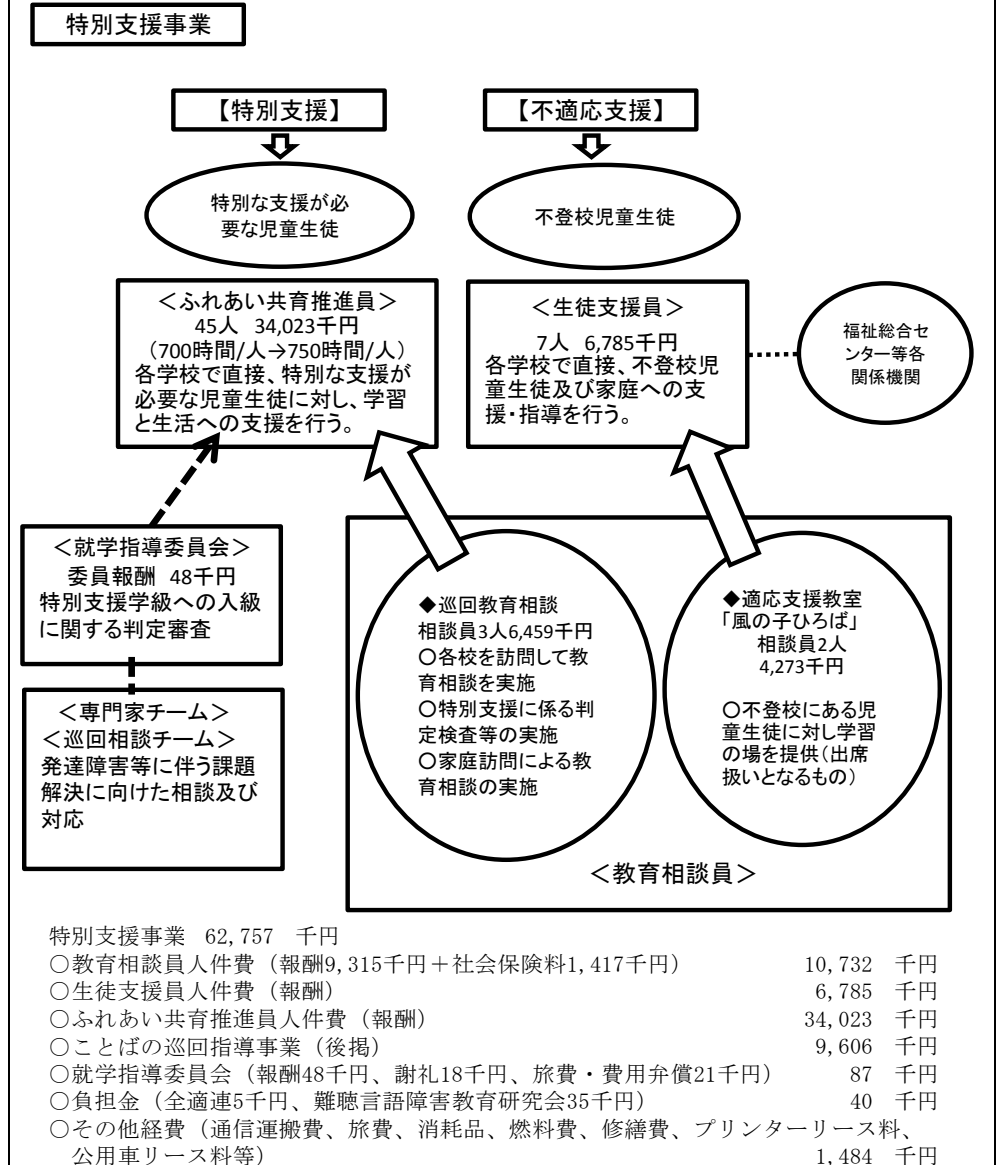 特別支援事業
【特別支援】
【不適応支援】
特別な支援が必
要な児童生徒
不登校児童生徒
＜ふれあい共育推進員＞
45人 34,023千円
（700時間/人→750時間/人）
各学校で直接、特別な支援が
必要な児童生徒に対し、学習
と生活への支援を行う。
＜生徒支援員＞
7人 6,785千円
各学校で直接、不登校児
童生徒及び家庭への支
援・指導を行う。
福祉総合セ
ンター等各
関係機関
＜就学指導委員会＞
委員報酬 48千円
特別支援学級への入級
に関する判定審査
＜専門家チーム＞
＜巡回相談チーム＞
発達障害等に伴う課題
解決に向けた相談及び
対応
◆巡回教育相談
相談員3人6,459千円
○各校を訪問して教
育相談を実施
○特別支援に係る判
定検査等の実施
○家庭訪問による教
育相談の実施
◆適応支援教室
「風の子ひろば」
相談員2人
4,273千円
○不登校にある児
童生徒に対し学習
の場を提供（出席
扱いとなるもの）
＜教育相談員＞
特別支援事業 62,757 千円
○教育相談員人件費（報酬9,315千円＋社会保険料1,417千円） 10,732 千円
○生徒支援員人件費（報酬） 6,785 千円
○ふれあい共育推進員人件費（報酬） 34,023 千円
○ことばの巡回指導事業（後掲） 9,606 千円
○就学指導委員会（報酬48千円、謝礼18千円、旅費・費用弁償21千円） 87 千円
○負担金（全適連5千円、難聴言語障害教育研究会35千円） 40 千円
○その他経費（通信運搬費、旅費、消耗品、燃料費、修繕費、プリンターリース料、
公用車リース料等） 1,484 千円